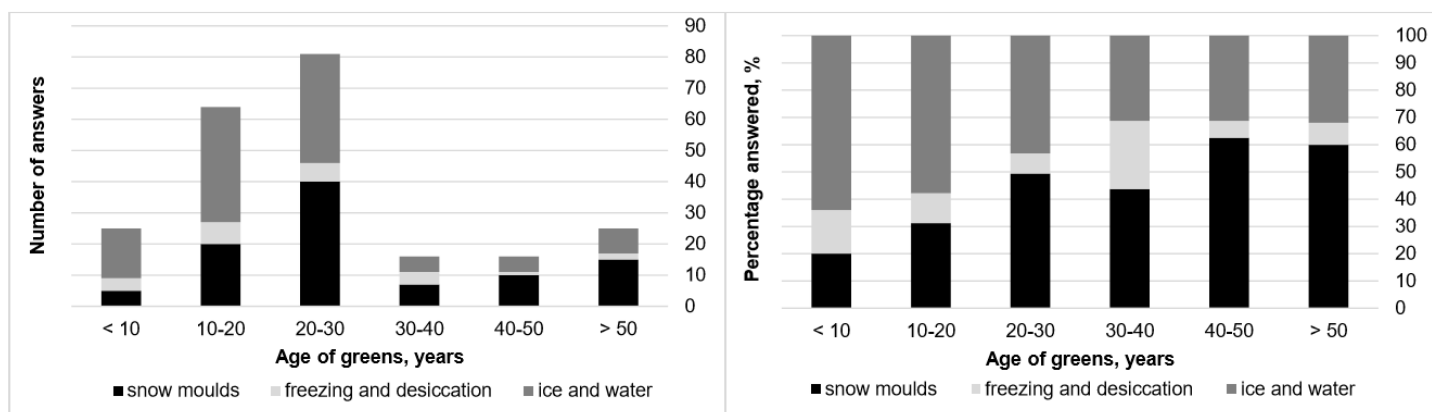 Number of answers
90
80
70
60
50
40
30
20
10
0
< 10 10-20 20-30 30-40 40-50 > 50
Age of greens, years
snow moulds freezing and desiccation ice and water
Percentage answered, %
100
90
80
70
60
50
40
30
20
10
0
< 10 10-20 20-30 30-40 40-50 > 50
Age of greens, years
snow moulds freezing and desiccation ice and water